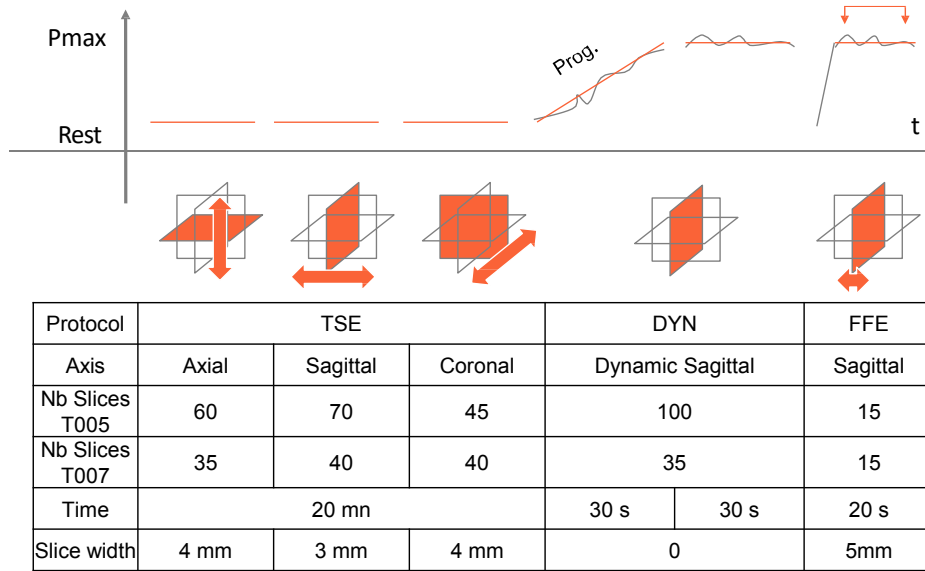 Pmax
Prog.
Rest
t
Protocol TSE DYN FFE
Axis Axial Sagittal Coronal Dynamic Sagittal Sagittal
Nb Slices
T005 60 70 45 100 15
Nb Slices
T007 35 40 40 35 15
Time 20 mn 30 s 30 s 20 s
Slice width 4 mm 3 mm 4 mm 0 5mm